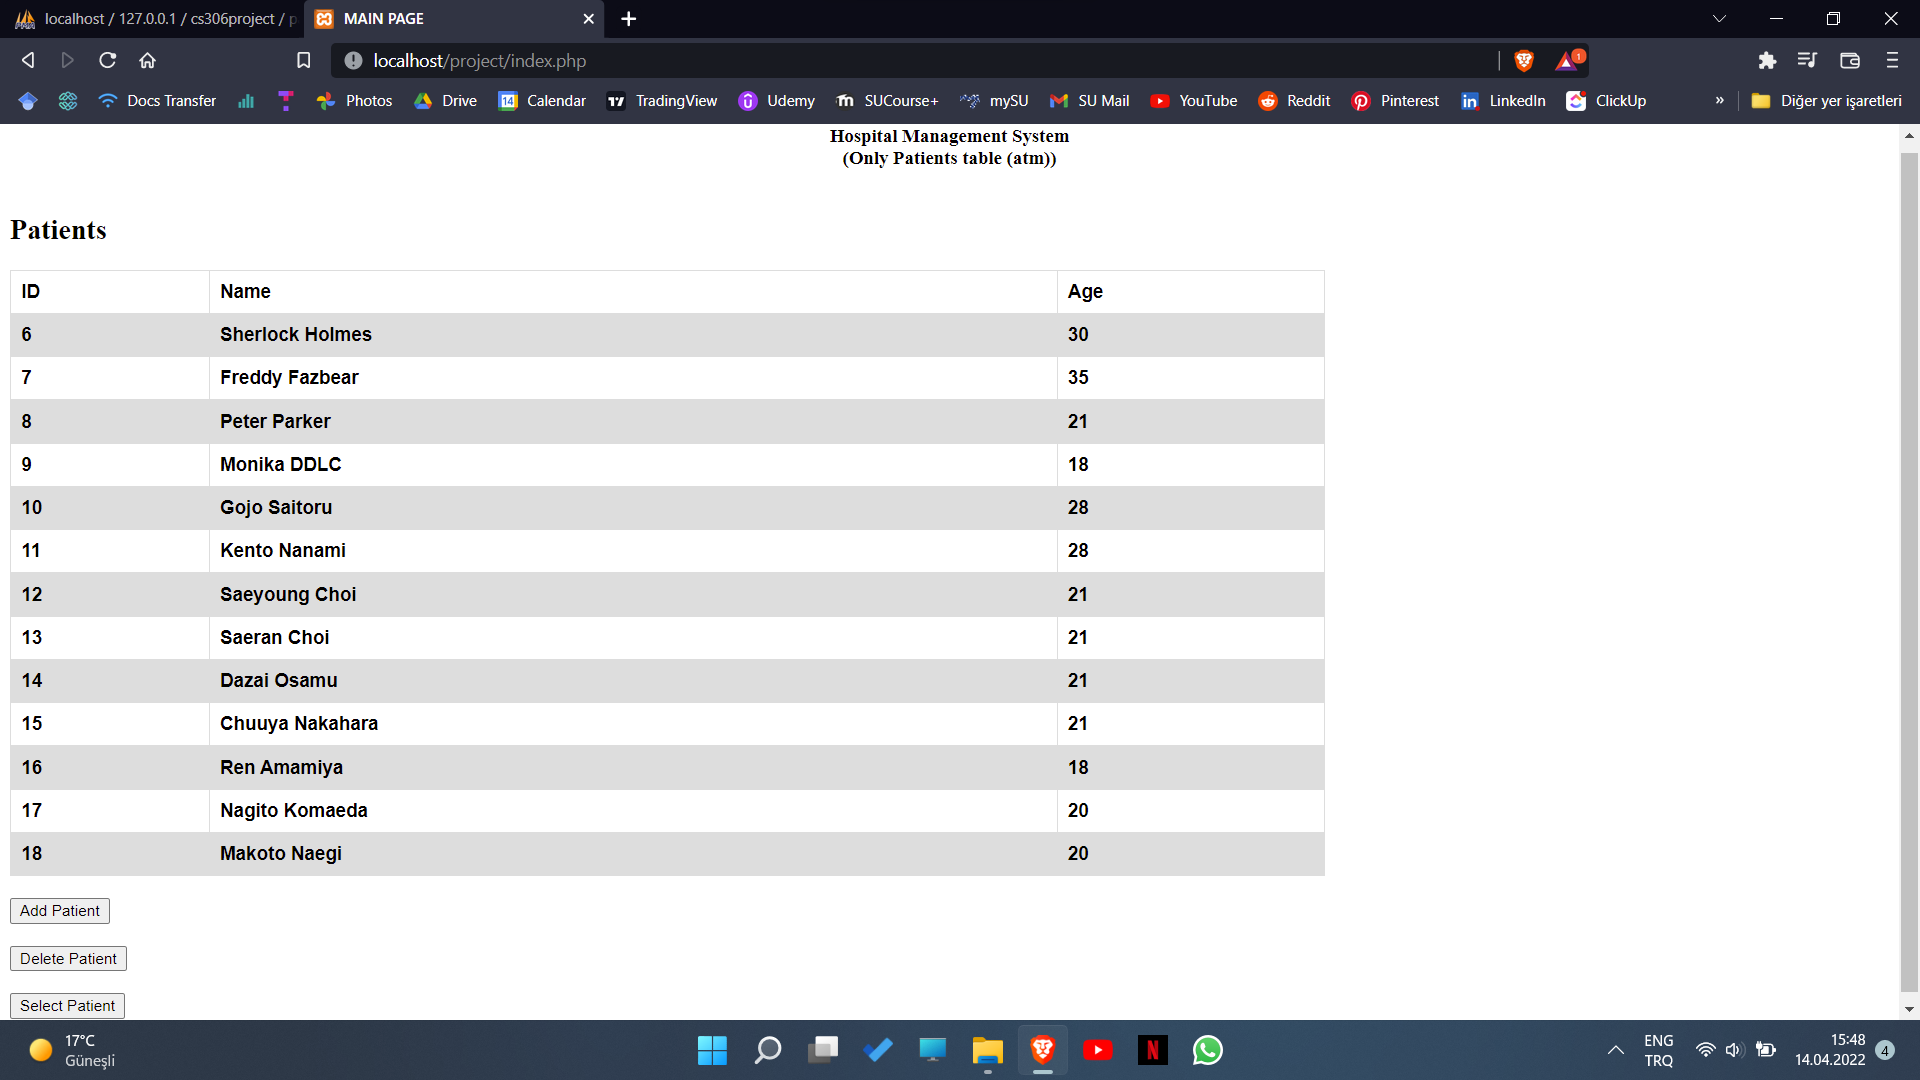 localhost / 127.0.0.1 / cs306project / p
MAIN PAGE
localhost/project/index.php
1
Docs Transfer
Photos
Drive
14
Calendar
TradingView
Udemy
SUCourse+
mySU
SU Mail
YouTube
Reddit
Pinterest
LinkedIn
ClickUp
»
Diğer yer işaretleri
Hospital Management System
(Only Patients table (atm))
Patients
ID Name Age
6 Sherlock Holmes 30
7 Freddy Fazbear 35
8 Peter Parker 21
9 Monika DDLC 18
10 Gojo Saitoru 28
11 Kento Nanami 28
12 Saeyoung Choi 21
13 Saeran Choi 21
14 Dazai Osamu 21
15 Chuuya Nakahara 21
16 Ren Amamiya 18
17 Nagito Komaeda 20
18 Makoto Naegi 20
Add Patient
Delete Patient
Select Patient
17°C
Güneşli
ENG
TRQ
15:48
14.04.2022
4